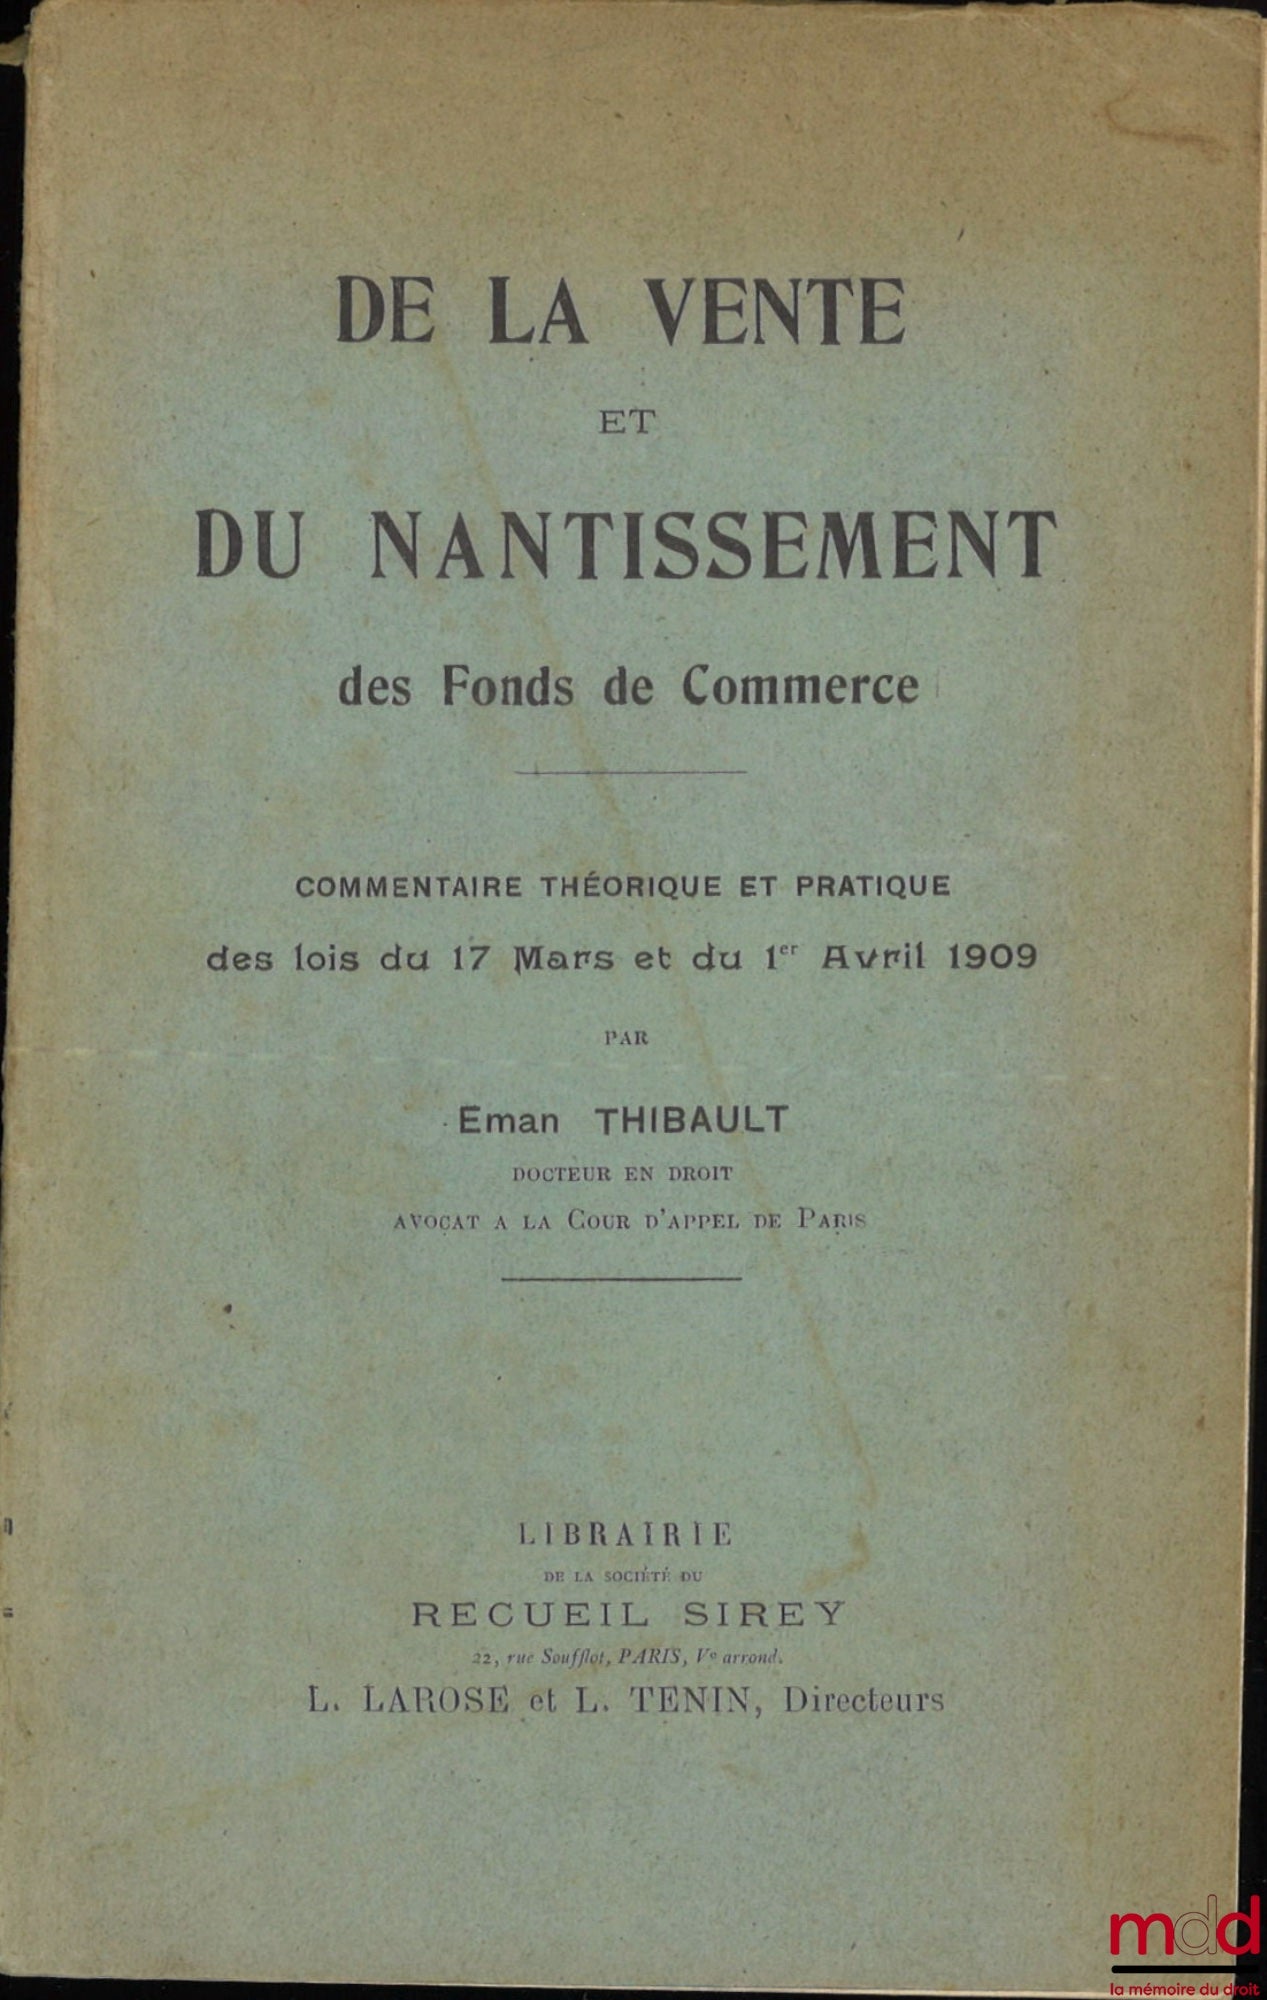 DE LA VENTE
ET
DU NANTISSEMENT
des Fonds de Commerce
COMMENTAIRE THÉORIQUE ET PRATIQUE
des lois du 17 Mars et du 1er Avril 1909
PAR
Eman THIBAULT
DOCTEUR EN DROIT
AVOCAT A LA COUR D'APPEL DE PARIS
LIBRAIRIE
DE LA SOCIÉTÉ DU
RECUEIL SIREY
22, rue Soufflot, PARIS, Ve arrond.
L. LAROSE et L. TENIN, Directeurs
mdd
la mémoire du droit